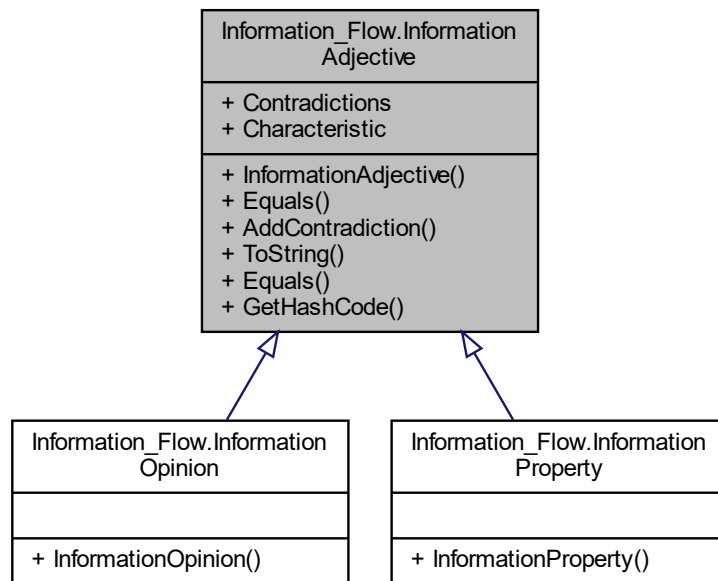 Information_Flow.Information
Adjective
+ Contradictions
+ Characteristic
+ InformationAdjective()
+ Equals()
+ AddContradiction()
+ ToString()
+ Equals()
+ GetHashCode()
Information_Flow.Information
Opinion
+ InformationOpinion()
Information_Flow.Information
Property
+ InformationProperty()